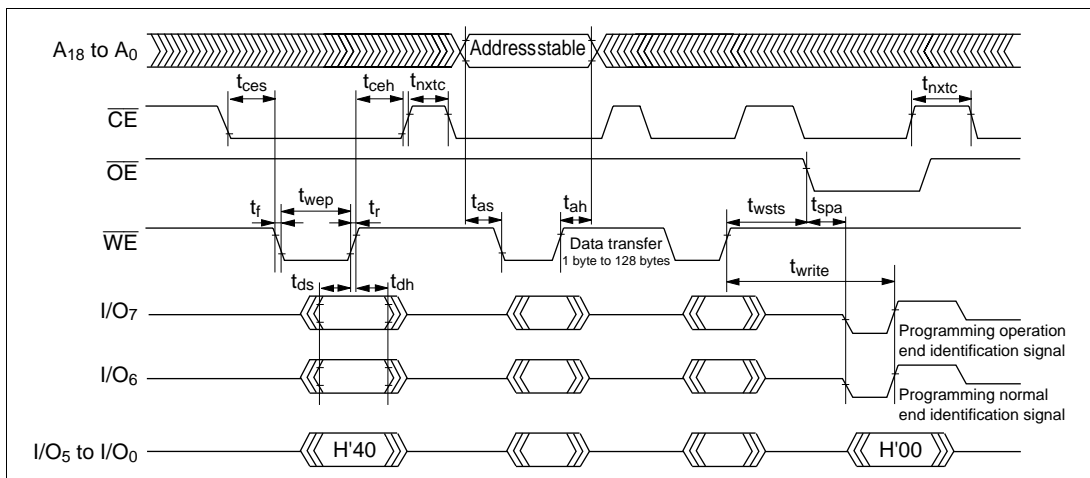 A18 to A0
Address stable
tces
tceh
tnxtc
tnxtc
CE
OE
twep
tf
tr
tas
tah
twsts
tspa
WE
Data transfer
1 byte to 128 bytes
twrite
tds
tdh
I/O7
Programming operation
end identification signal
I/O6
Programming normal
end identification signal
I/O5 to I/O0
H'40
H'00